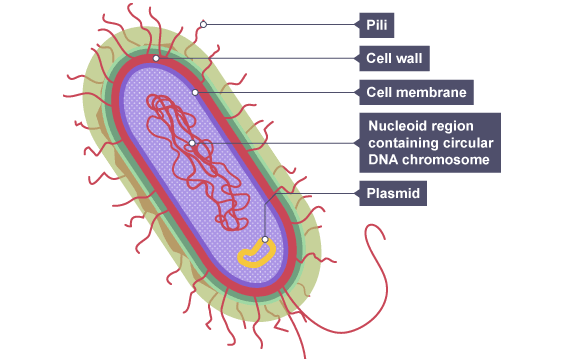 Pili
Cell wall
Cell membrane
Nucleoid region
containing circular
DNA chromosome
Plasmid